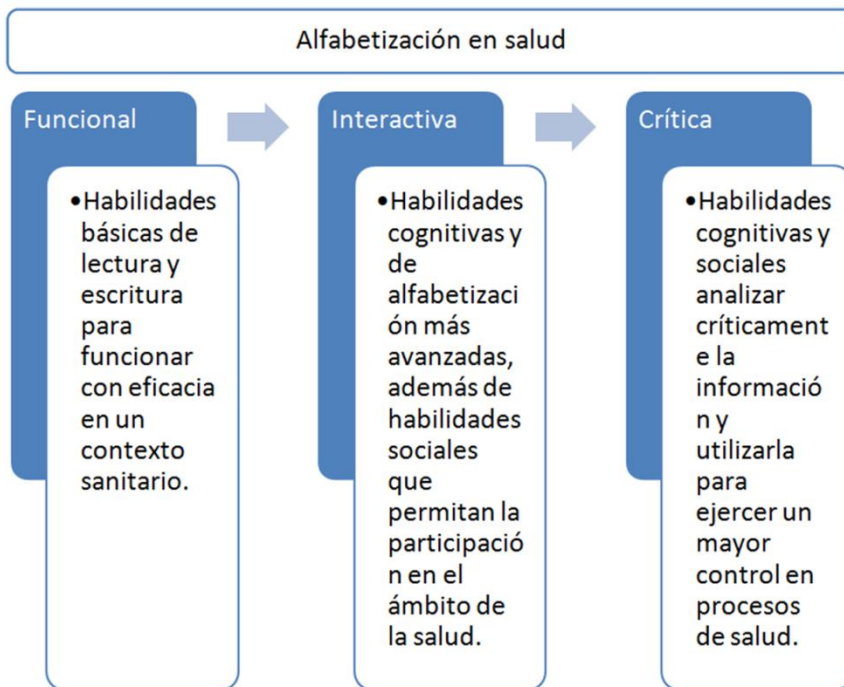 Alfabetización en salud
Funcional
•Habilidades
básicas de
lectura y
escritura
para
funcionar
con eficacia
en un
contexto
sanitario.
Interactiva
•Habilidades
cognitivas y
de
alfabetizaci
ón más
avanzadas,
además de
habilidades
sociales
que
permitan la
participació
n en el
ámbito de
la salud.
Crítica
•Habilidades
cognitivas y
sociales
analizar
críticament
e la
informació
n y
utilizarla
para
ejercer un
mayor
control en
procesos
de salud.